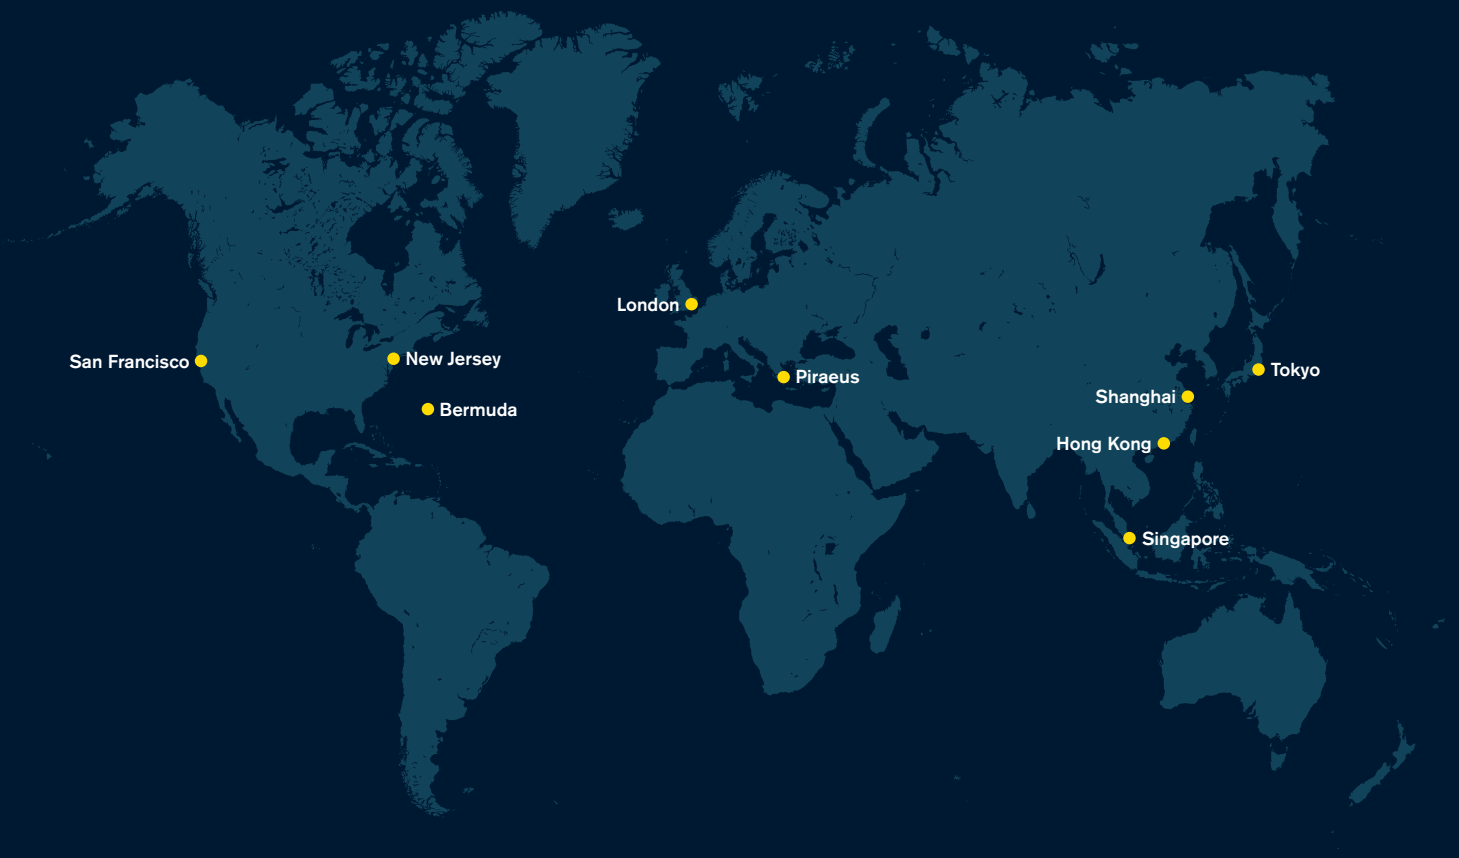 London
San Francisco
New Jersey
Tokyo
Piraeus
Shanghai
Bermuda
Hong Kong
Singapore